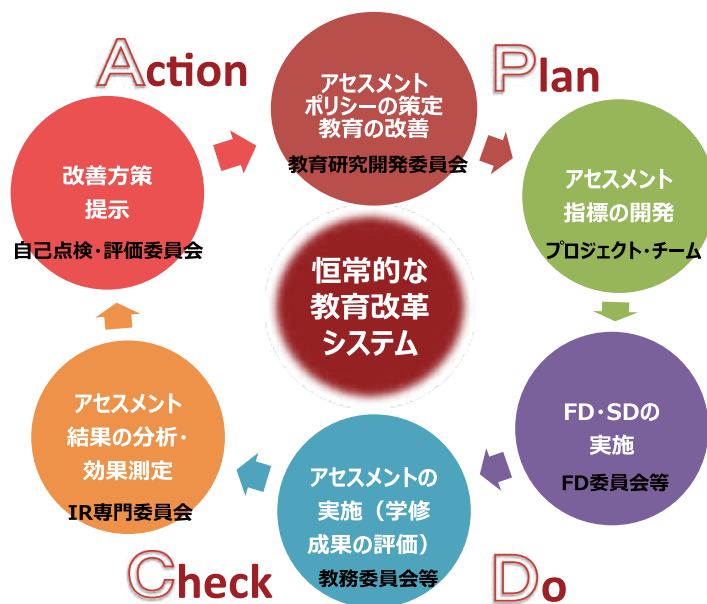 Action
Plan
アセスメント
ポリシーの策定
教育の改善
教育研究開発委員会
アセスメント
指標の開発
プロジェクト・チーム
FD・SDの
実施
FD委員会等
Do
アセスメントの
実施（学修
成果の評価）
教務委員会等
Check
アセスメント
結果の分析・
効果測定
IR専門委員会
改善方策
提示
自己点検・評価委員会
恒常的な
教育改革
システム